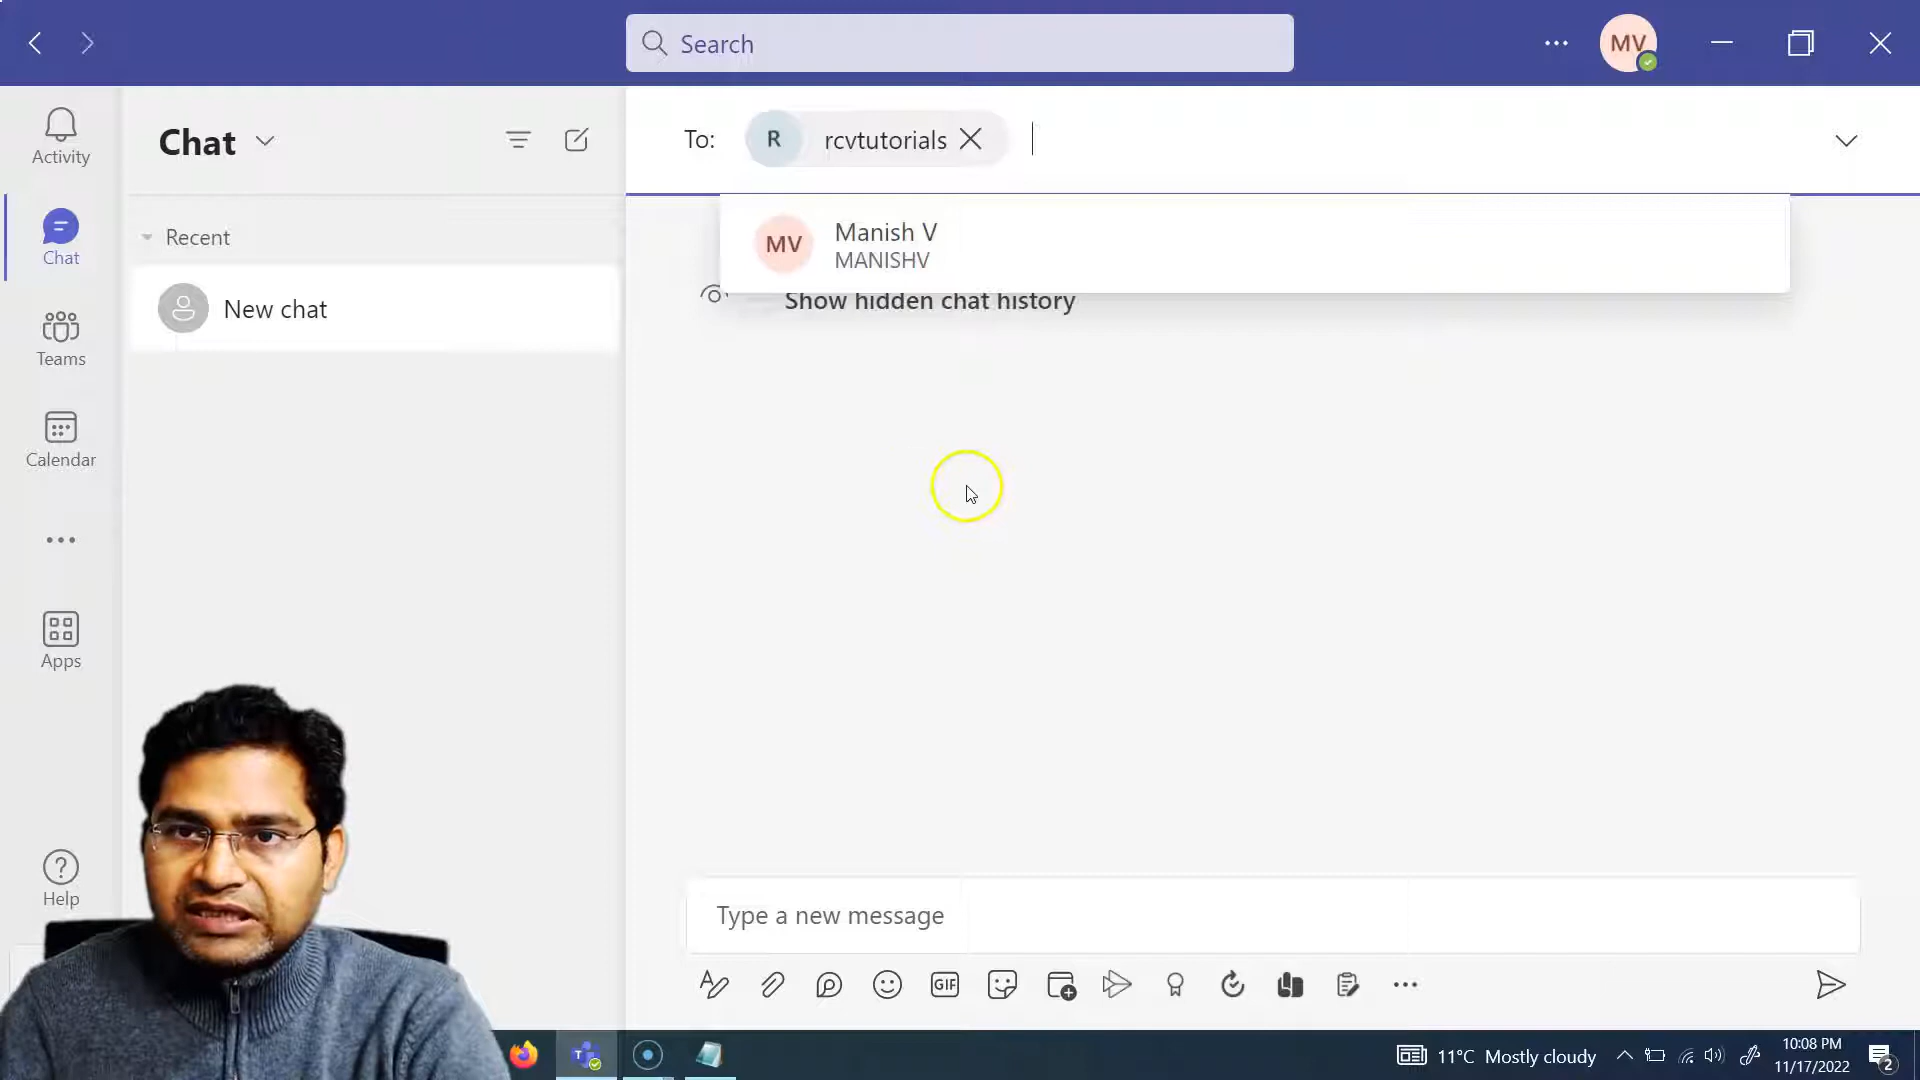 Search
MV
Activity
Chat
Teams
Calendar
Apps
Help
Chat
Recent
New chat
To:
R
rcvtutorials
MV
Manish V
MANISHV
Show hidden chat history
Type a new message
GIF
T
11°C Mostly cloudy
10:08 PM
11/17/2022
2